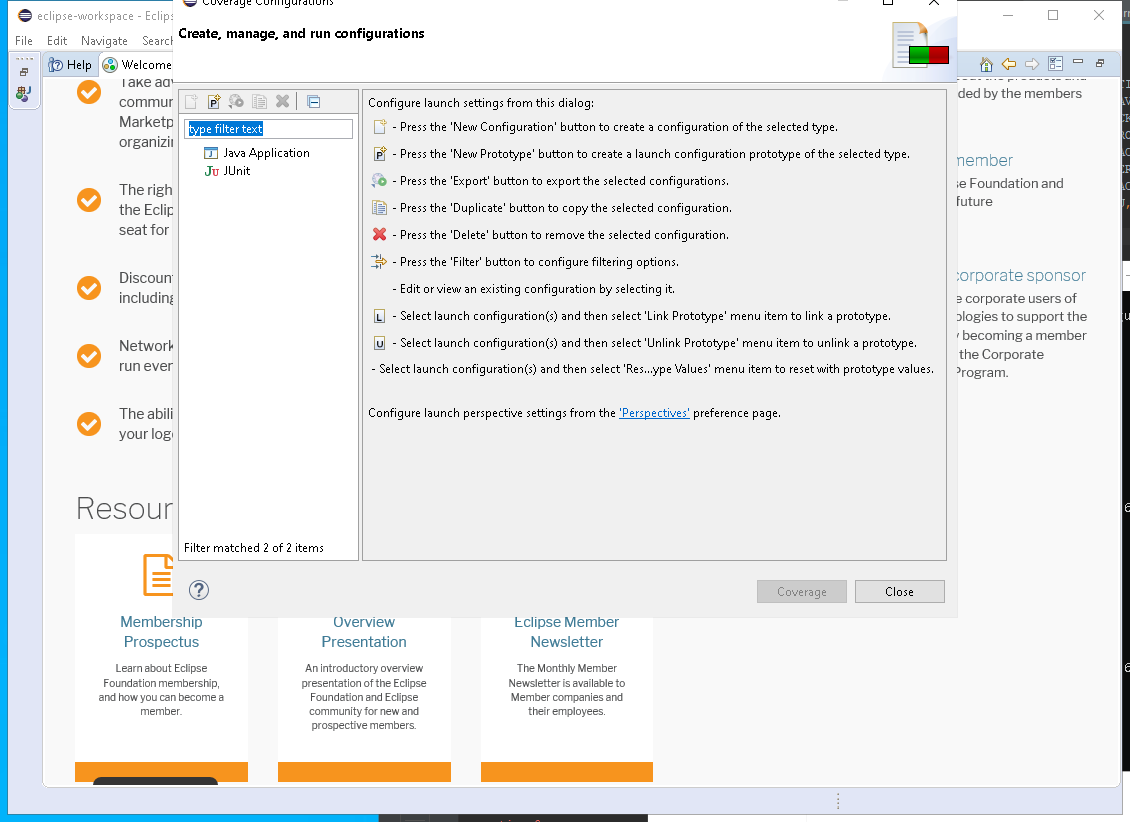 eclipse-workspace - Eclips
Coverage Configurations
File Edit Navigate Search
Create, manage, and run configurations
Help
Welcome
Take adv
commun
Marketp
organizin
The righ
the Eclip
seat for
Discoun
including
Network
run even
The abili
your log
Resour
type filter text
Java Application
Ju JUnit
Filter matched 2 of 2 items
Configure launch settings from this dialog:
- Press the 'New Configuration' button to create a configuration of the selected type.
- Press the 'New Prototype' button to create a launch configuration prototype of the selected type.
- Press the 'Export' button to export the selected configurations.
- Press the 'Duplicate' button to copy the selected configuration.
- Press the 'Delete' button to remove the selected configuration.
- Press the 'Filter' button to configure filtering options.
- Edit or view an existing configuration by selecting it.
L - Select launch configuration(s) and then select 'Link Prototype' menu item to link a prototype.
U - Select launch configuration(s) and then select 'Unlink Prototype' menu item to unlink a prototype.
- Select launch configuration(s) and then select 'Res...ype Values' menu item to reset with prototype values.
Configure launch perspective settings from the 'Perspectives' preference page.
Coverage
Close
ded by the members
member
se Foundation and
future
corporate sponsor
e corporate users of
ologies to support the
y becoming a member
the Corporate
Program.
Membership
Prospectus
Learn about Eclipse
Foundation membership,
and how you can become a
member.
Overview
Presentation
An introductory overview
presentation of the Eclipse
Foundation and Eclipse
community for new and
prospective members.
Eclipse Member
Newsletter
The Monthly Member
Newsletter is available to
Member companies and
their employees.